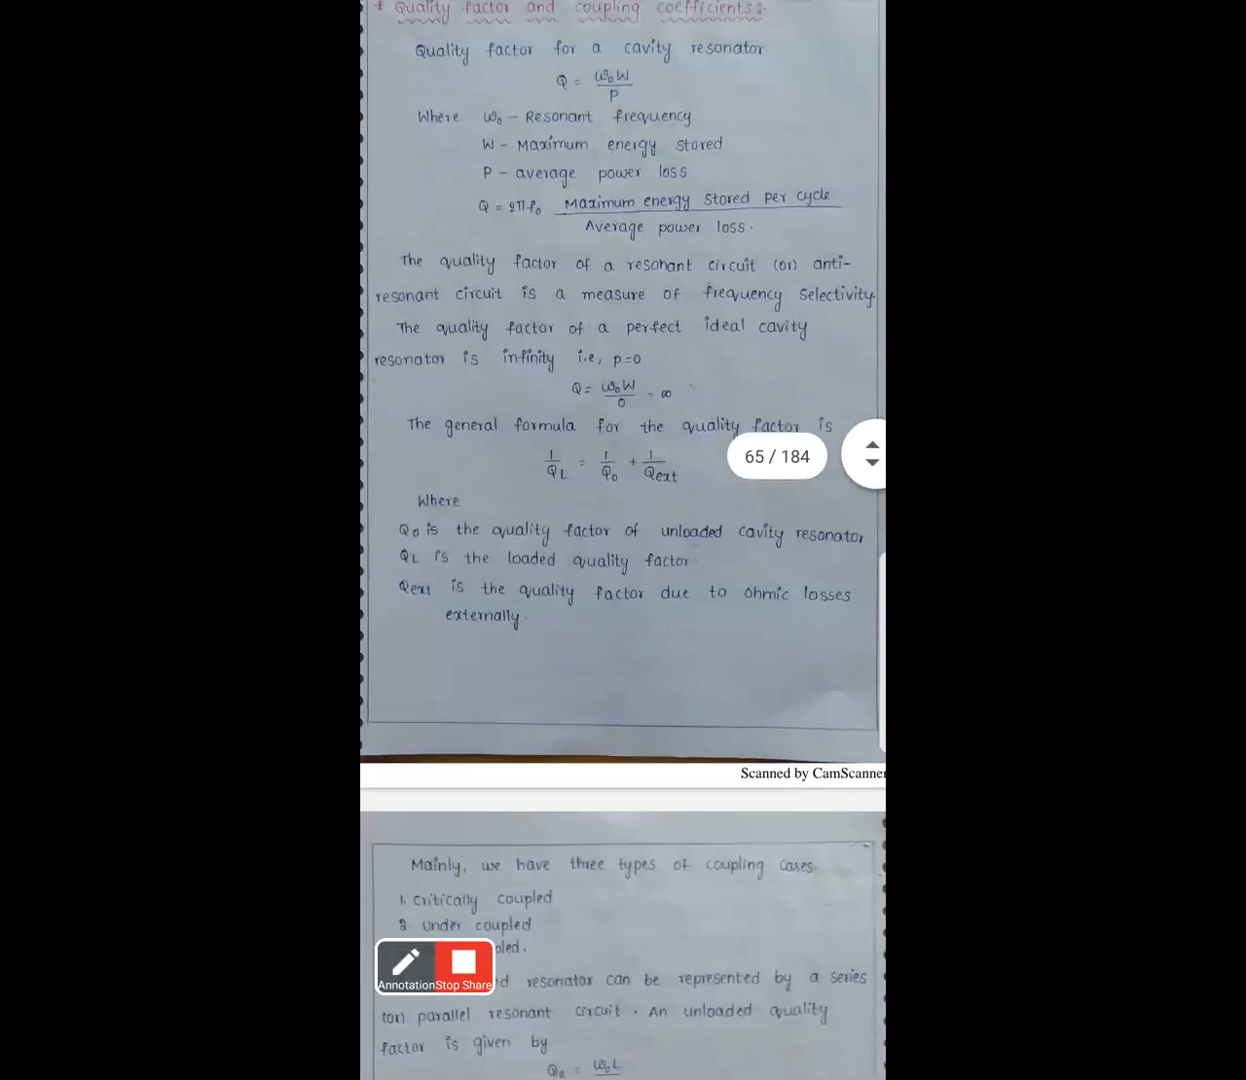 * Quality factor and coupling coefficients:-
Quality factor for a cavity resonator
Q = ω₀W / P
Where ω₀ - Resonant frequency
W - Maximum energy stored
P - average power loss
Q = 2πf₀ Maximum energy stored per cycle / Average power loss.
The quality factor of a resonant circuit (or) anti-
resonant circuit is a measure of frequency selectivity.
The quality factor of a perfect ideal cavity
resonator is infinity i.e, p=0
Q = ω₀W / 0 = ∞
The general formula for the quality factor is
1/QL = 1/Q₀ + 1/Qext
65 / 184
Where
Q₀ is the quality factor of unloaded cavity resonator
QL is the loaded quality factor
Qext is the quality factor due to ohmic losses
externally.
Scanned by CamScanner
Mainly, we have three types of coupling cases.
1. Critically coupled
2. Under coupled
pled.
Annotation Stop Share
d resonator can be represented by a series
(or) parallel resonant circuit. An unloaded quality
factor is given by
Q₀ = ω₀L